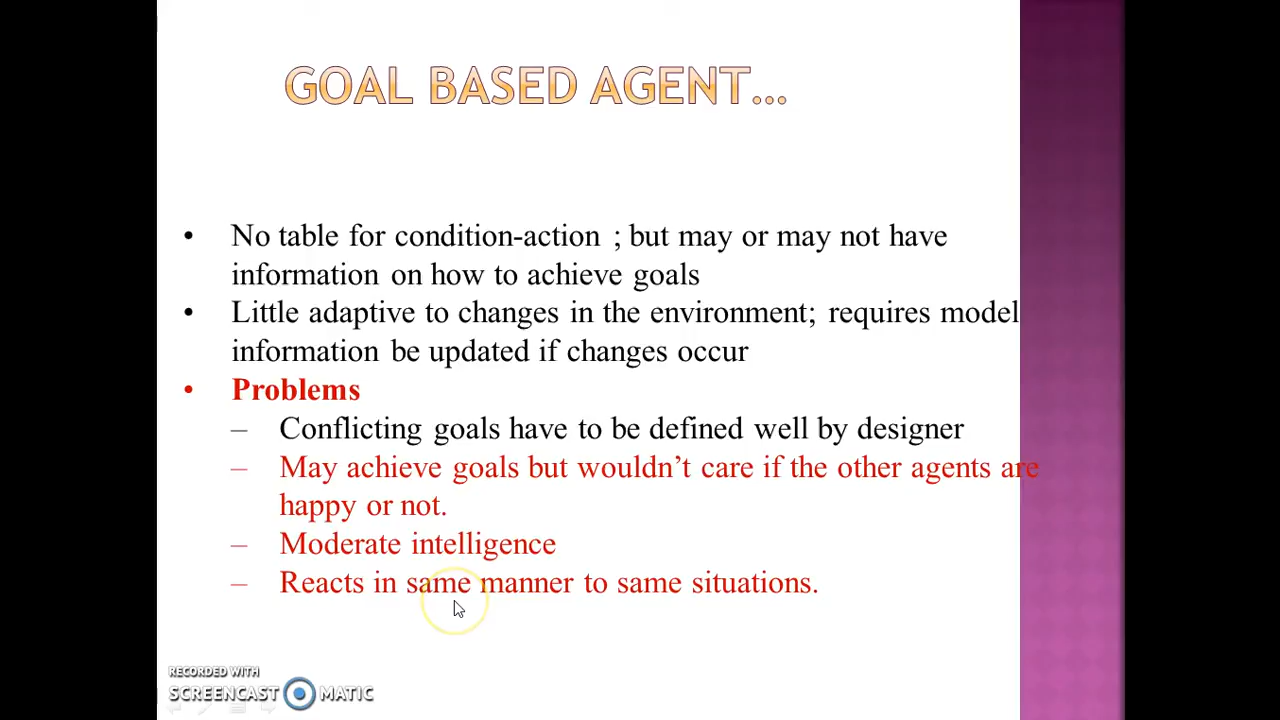 GOAL BASED AGENT...
• No table for condition-action ; but may or may not have
information on how to achieve goals
• Little adaptive to changes in the environment; requires model
information be updated if changes occur
• Problems
– Conflicting goals have to be defined well by designer
– May achieve goals but wouldn’t care if the other agents are
happy or not.
– Moderate intelligence
– Reacts in same manner to same situations.
RECORDED WITH
SCREENCAST MATIC